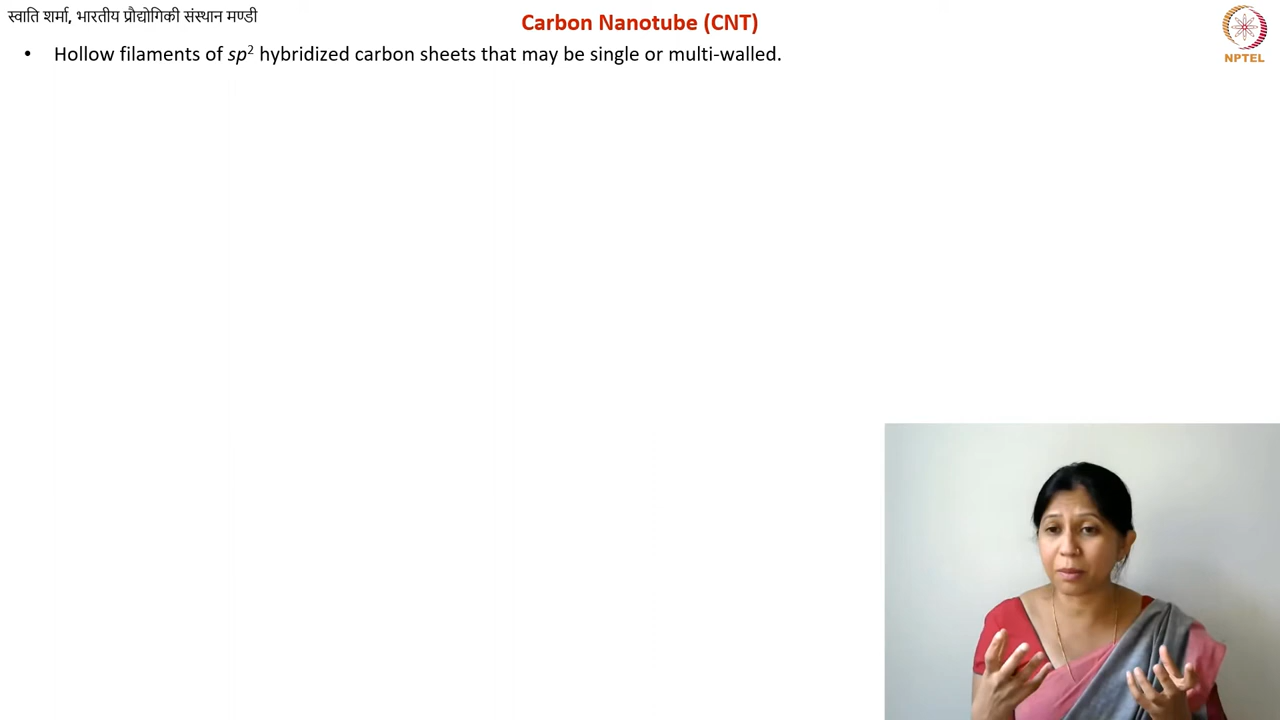 स्वाति शर्मा, भारतीय प्रौद्योगिकी संस्थान मण्डी
Carbon Nanotube (CNT)
NPTEL
• Hollow filaments of sp² hybridized carbon sheets that may be single or multi-walled.